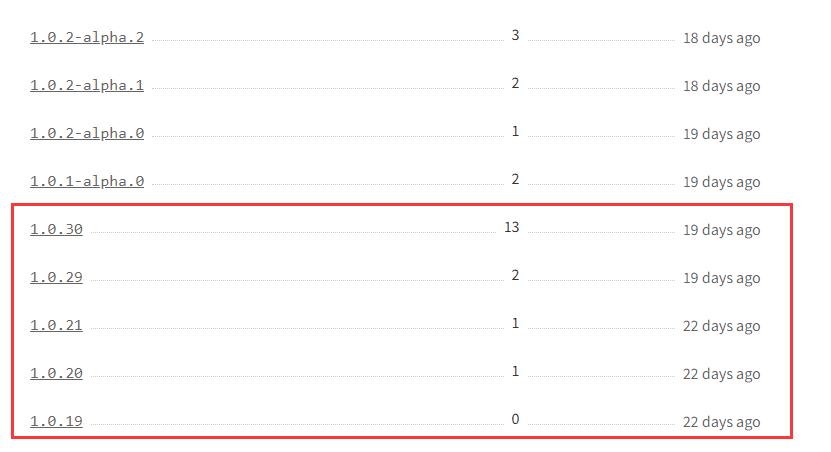 1.0.2-alpha.2 3 18 days ago
1.0.2-alpha.1 2 18 days ago
1.0.2-alpha.0 1 19 days ago
1.0.1-alpha.0 2 19 days ago
1.0.30 13 19 days ago
1.0.29 2 19 days ago
1.0.21 1 22 days ago
1.0.20 1 22 days ago
1.0.19 0 22 days ago